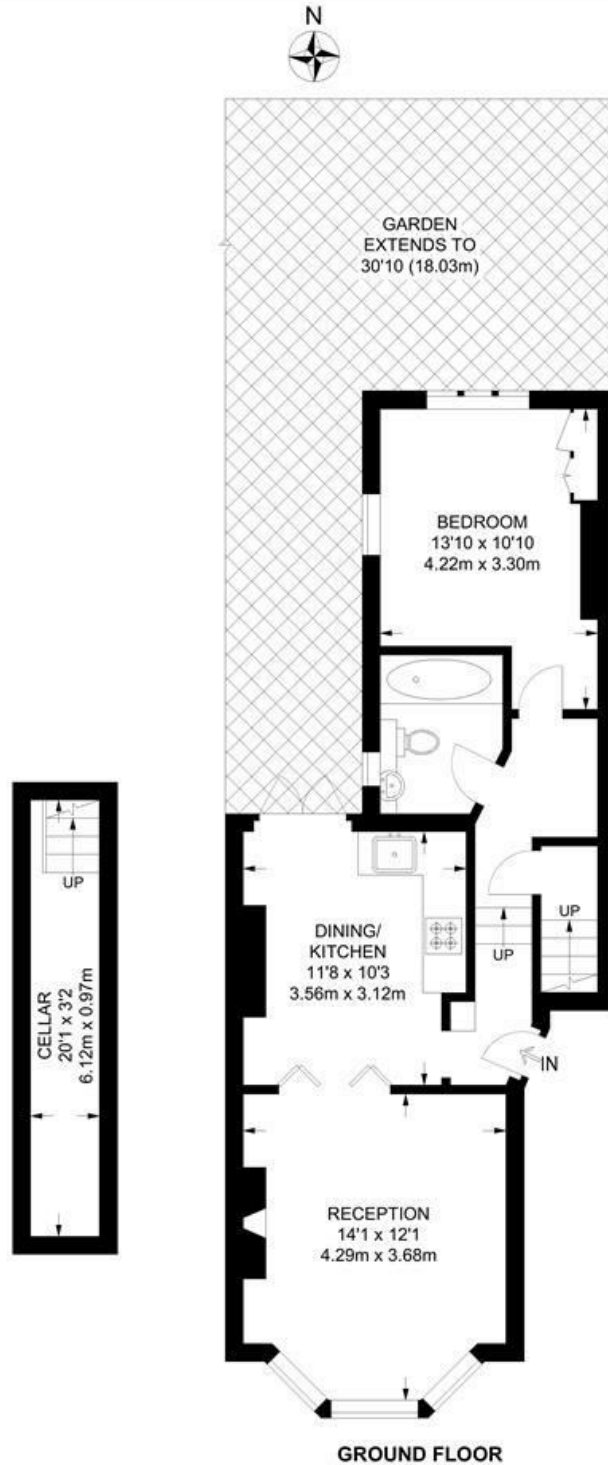 N
GARDEN
EXTENDS TO
30'10 (18.03m)
BEDROOM
13'10 x 10'10
4.22m x 3.30m
UP
CELLAR
20'1 x 3'2
6.12m x 0.97m
DINING/
KITCHEN
11'8 x 10'3
3.56m x 3.12m
UP
UP
IN
RECEPTION
14'1 x 12'1
4.29m x 3.68m
GROUND FLOOR